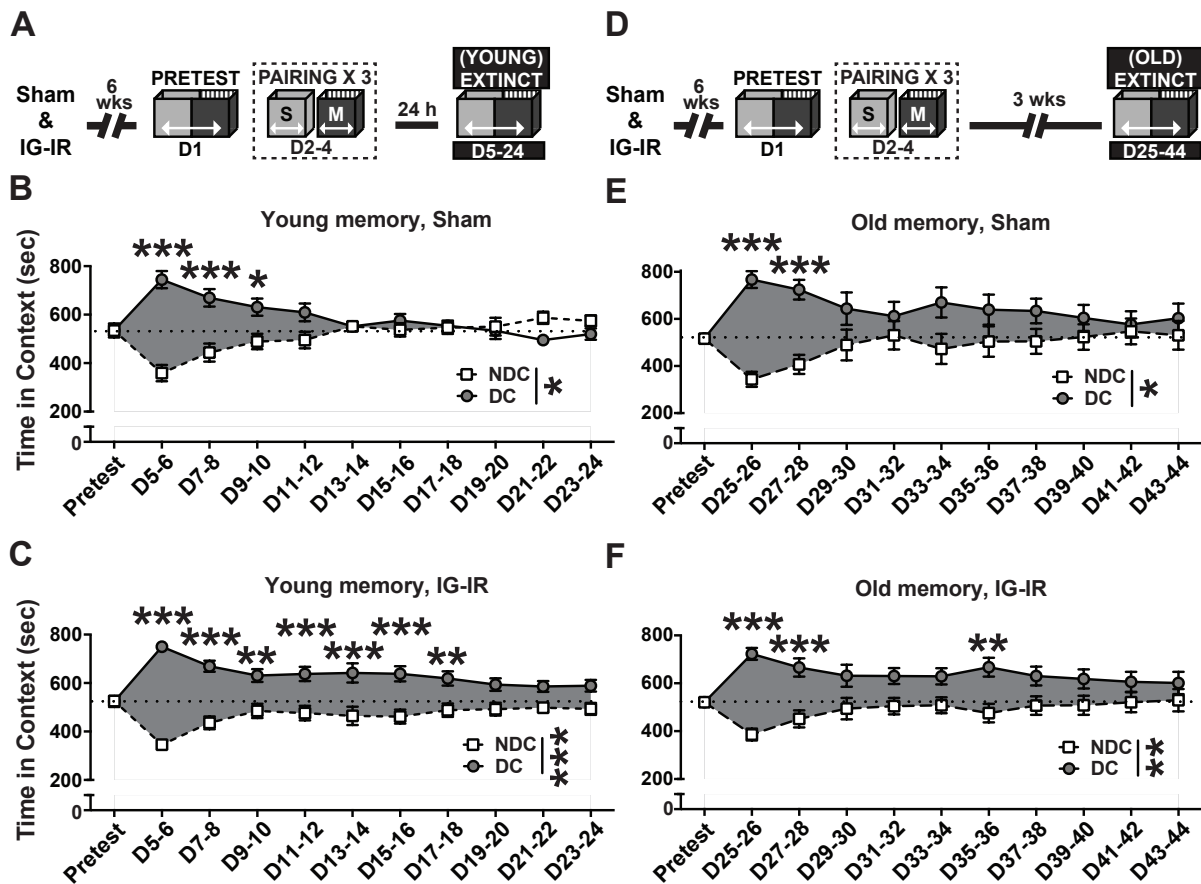 A
Sham
&
IG-IR
6
wks
PRETEST
D1
PAIRING X 3
S
M
D2-4
24 h
(YOUNG)
EXTINCT
D5-24
D
Sham
&
IG-IR
6
wks
PRETEST
D1
PAIRING X 3
S
M
D2-4
3 wks
(OLD)
EXTINCT
D25-44
B
Young memory, Sham
*** *** *
Time in Context (sec)
800
600
400
200
0
NDC
DC
*
Pretest D5-6 D7-8 D9-10 D11-12 D13-14 D15-16 D17-18 D19-20 D21-22 D23-24
E
Old memory, Sham
*** ***
800
600
400
200
0
NDC
DC
*
Pretest D25-26 D27-28 D29-30 D31-32 D33-34 D35-36 D37-38 D39-40 D41-42 D43-44
C
Young memory, IG-IR
*** *** ** *** *** *** **
Time in Context (sec)
800
600
400
200
0
NDC
DC
***
Pretest D5-6 D7-8 D9-10 D11-12 D13-14 D15-16 D17-18 D19-20 D21-22 D23-24
F
Old memory, IG-IR
*** *** **
800
600
400
200
0
NDC
DC
**
Pretest D25-26 D27-28 D29-30 D31-32 D33-34 D35-36 D37-38 D39-40 D41-42 D43-44